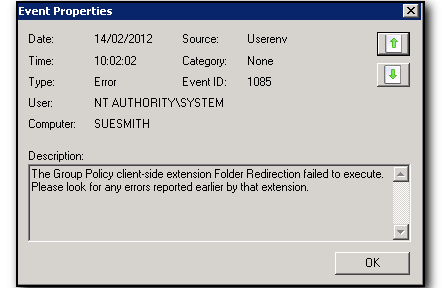 Event Properties
Date: 14/02/2012 Source: Userenv
Time: 10:02:02 Category: None
Type: Error Event ID: 1085
User: NT AUTHORITY\SYSTEM
Computer: SUESMITH
Description:
The Group Policy client-side extension Folder Redirection failed to execute.
Please look for any errors reported earlier by that extension.
OK